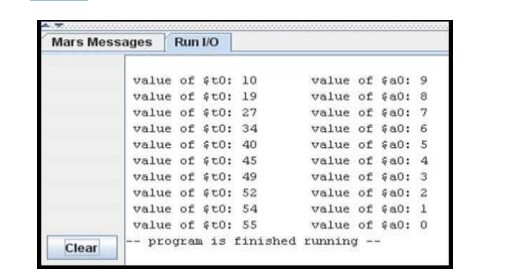 Mars Messages Run I/O
value of $t0: 10 value of $a0: 9
value of $t0: 19 value of $a0: 8
value of $t0: 27 value of $a0: 7
value of $t0: 34 value of $a0: 6
value of $t0: 40 value of $a0: 5
value of $t0: 45 value of $a0: 4
value of $t0: 49 value of $a0: 3
value of $t0: 52 value of $a0: 2
value of $t0: 54 value of $a0: 1
value of $t0: 55 value of $a0: 0
-- program is finished running --
Clear